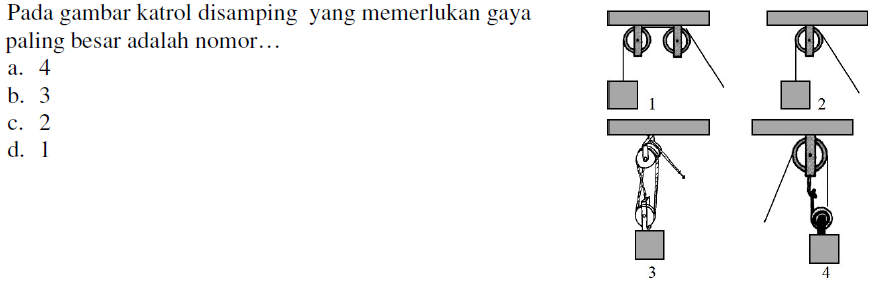 Pada gambar katrol disamping yang memerlukan gaya
paling besar adalah nomor…
a. 4
b. 3
c. 2
d. 1
1
2
3
4